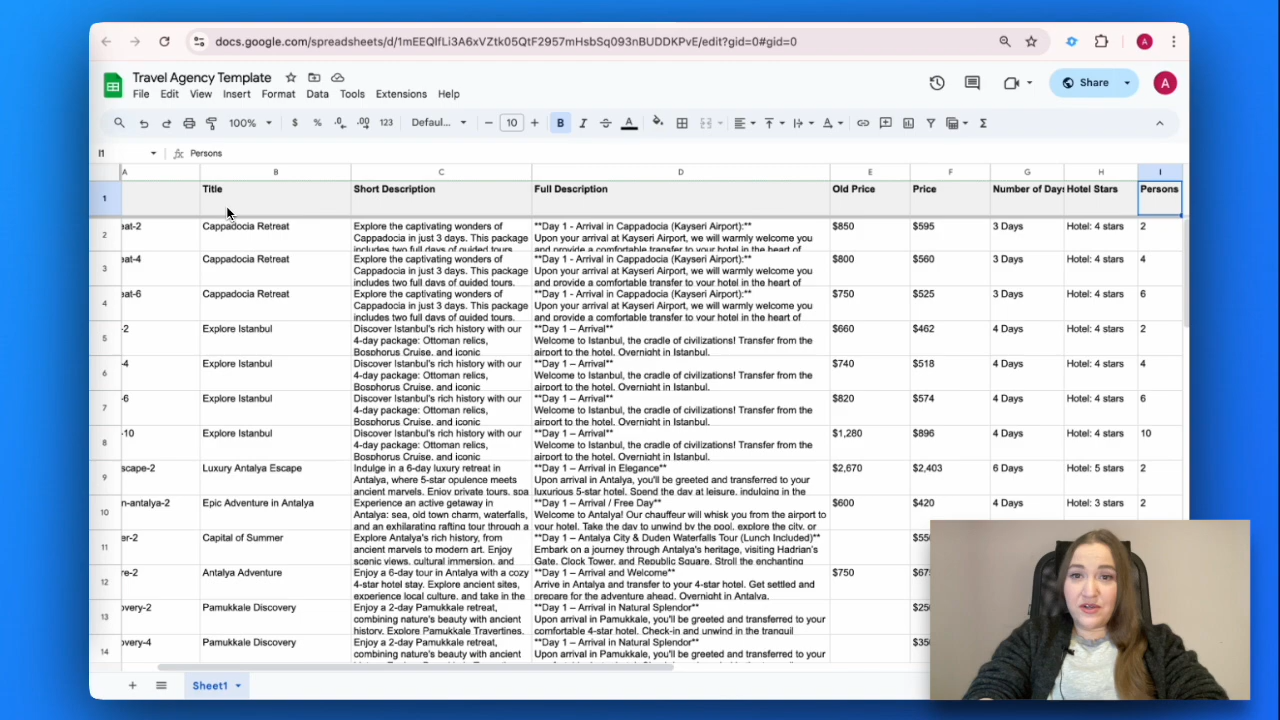 docs.google.com/spreadsheets/d/1mEEQlfLi3A6xVZtk05QtF2957mHsbSq093nBUDDKPvE/edit?gid=0#gid=0
A
Travel Agency Template
Share
A
File Edit View Insert Format Data Tools Extensions Help
100% $ % .0 .00 123 Defaul... − 10 + B I S A
I1 fx Persons
A B C D E F G H I
1 Title Short Description Full Description Old Price Price Number of Days Hotel Stars Persons
2 eat-2 Cappadocia Retreat Explore the captivating wonders of **Day 1 - Arrival in Cappadocia (Kayseri Airport):** $850 $595 3 Days Hotel: 4 stars 2
Cappadocia in just 3 days. This package Upon your arrival at Kayseri Airport, we will warmly welcome you
includes two full days of guided tours, and provide a comfortable transfer to your hotel in the heart of
3 eat-4 Cappadocia Retreat Explore the captivating wonders of **Day 1 - Arrival in Cappadocia (Kayseri Airport):** $800 $560 3 Days Hotel: 4 stars 4
Cappadocia in just 3 days. This package Upon your arrival at Kayseri Airport, we will warmly welcome you
includes two full days of guided tours, and provide a comfortable transfer to your hotel in the heart of
4 eat-6 Cappadocia Retreat Explore the captivating wonders of **Day 1 - Arrival in Cappadocia (Kayseri Airport):** $750 $525 3 Days Hotel: 4 stars 6
Cappadocia in just 3 days. This package Upon your arrival at Kayseri Airport, we will warmly welcome you
includes two full days of guided tours, and provide a comfortable transfer to your hotel in the heart of
5 -2 Explore Istanbul Discover Istanbul's rich history with our **Day 1 – Arrival** $660 $462 4 Days Hotel: 4 stars 2
4-day package: Ottoman relics, Welcome to Istanbul, the cradle of civilizations! Transfer from the
Bosphorus Cruise, and iconic airport to the hotel. Overnight in Istanbul.
6 -4 Explore Istanbul Discover Istanbul's rich history with our **Day 1 – Arrival** $740 $518 4 Days Hotel: 4 stars 4
4-day package: Ottoman relics, Welcome to Istanbul, the cradle of civilizations! Transfer from the
Bosphorus Cruise, and iconic airport to the hotel. Overnight in Istanbul.
7 -6 Explore Istanbul Discover Istanbul's rich history with our **Day 1 – Arrival** $820 $574 4 Days Hotel: 4 stars 6
4-day package: Ottoman relics, Welcome to Istanbul, the cradle of civilizations! Transfer from the
Bosphorus Cruise, and iconic airport to the hotel. Overnight in Istanbul.
8 -10 Explore Istanbul Discover Istanbul's rich history with our **Day 1 – Arrival** $1,280 $896 4 Days Hotel: 4 stars 10
4-day package: Ottoman relics, Welcome to Istanbul, the cradle of civilizations! Transfer from the
Bosphorus Cruise, and iconic airport to the hotel. Overnight in Istanbul.
9 scape-2 Luxury Antalya Escape Indulge in a 6-day luxury retreat in **Day 1 – Arrival in Elegance** $2,670 $2,403 6 Days Hotel: 5 stars 2
Antalya, where 5-star opulence meets Upon arrival in Antalya, you'll be greeted and transferred to your
ancient marvels. Enjoy private tours, spa luxurious 5-star hotel. Spend the day at leisure, indulging in the
10 n-antalya-2 Epic Adventure in Antalya Experience an active getaway in **Day 1 – Arrival / Free Day** $600 $420 4 Days Hotel: 3 stars 2
Antalya: sea, old town charm, waterfalls, Welcome to Antalya! Our chauffeur will whisk you from the airport to
and an exhilarating rafting tour through a your hotel. Take the day to unwind by the pool, explore the city, or
11 er-2 Capital of Summer Explore Antalya's rich history, from **Day 1 – Antalya City & Duden Waterfalls Tour (Lunch Included)** $55
ancient marvels to modern art. Enjoy Embark on a journey through Antalya's heritage, visiting Hadrian's
scenic views, cultural immersion, and Gate, Clock Tower, and Republic Square. Stroll the enchanting
12 re-2 Antalya Adventure Enjoy a 6-day tour in Antalya with a cozy **Day 1 – Arrival and Welcome** $750 $67
4-star hotel stay. Explore ancient sites, Arrive in Antalya and transfer to your 4-star hotel. Get settled and
experience local culture, and take in the prepare for the adventure ahead. Overnight in Antalya.
13 overy-2 Pamukkale Discovery Enjoy a 2-day Pamukkale retreat, **Day 1 – Arrival in Natural Splendor** $25
combining nature's beauty with ancient Upon arrival in Pamukkale, you'll be greeted and transferred to your
history. Explore Pamukkale Travertines, comfortable 4-star hotel. Check-in and unwind in the tranquil
14 overy-4 Pamukkale Discovery Enjoy a 2-day Pamukkale retreat, **Day 1 – Arrival in Natural Splendor** $35
combining nature's beauty with ancient Upon arrival in Pamukkale, you'll be greeted and transferred to your
Sheet1